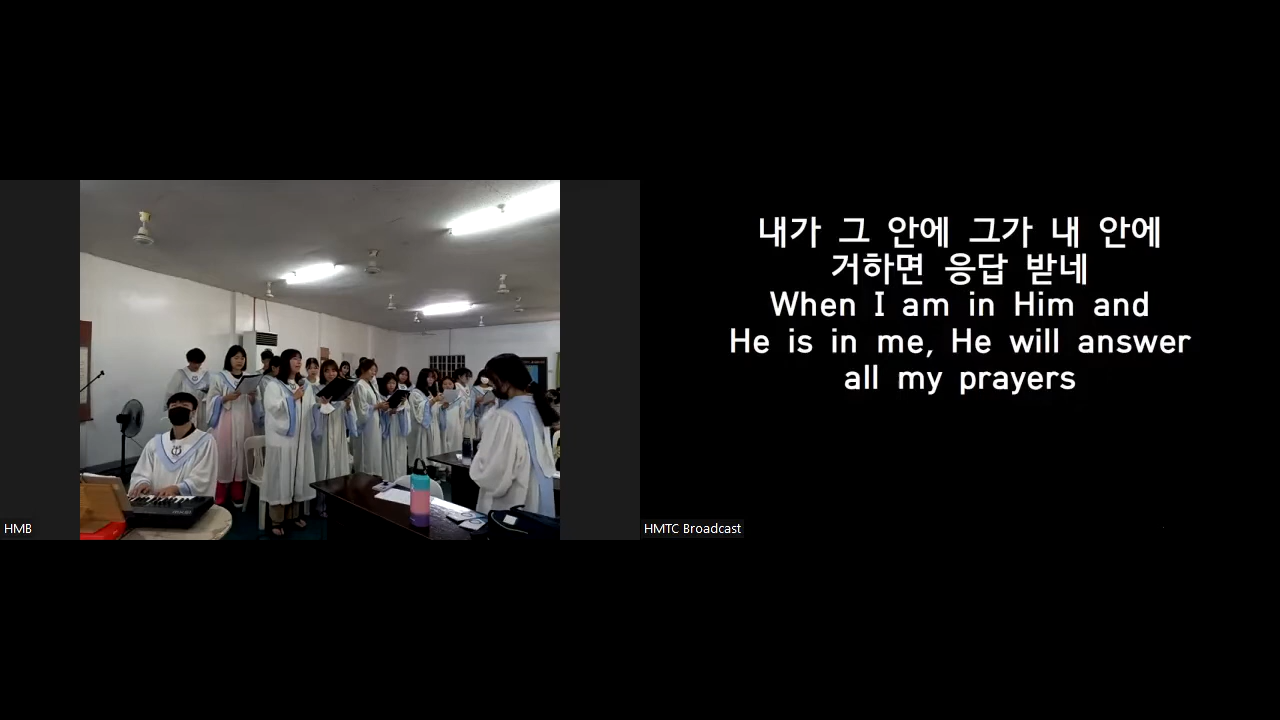 내가 그 안에 그가 내 안에
거하면 응답 받네
When I am in Him and
He is in me, He will answer
all my prayers
HMB
HMTC Broadcast